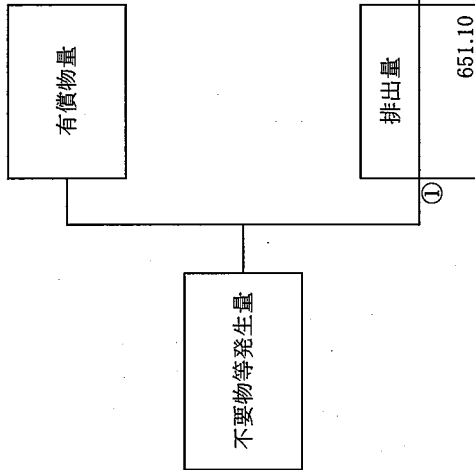 有償物量
不要物等発生量
排出量
①
651.10